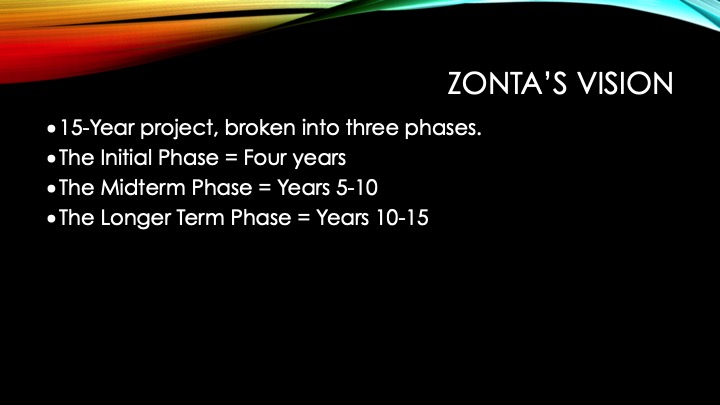 ZONTA’S VISION
•15-Year project, broken into three phases.
•The Initial Phase = Four years
•The Midterm Phase = Years 5-10
•The Longer Term Phase = Years 10-15